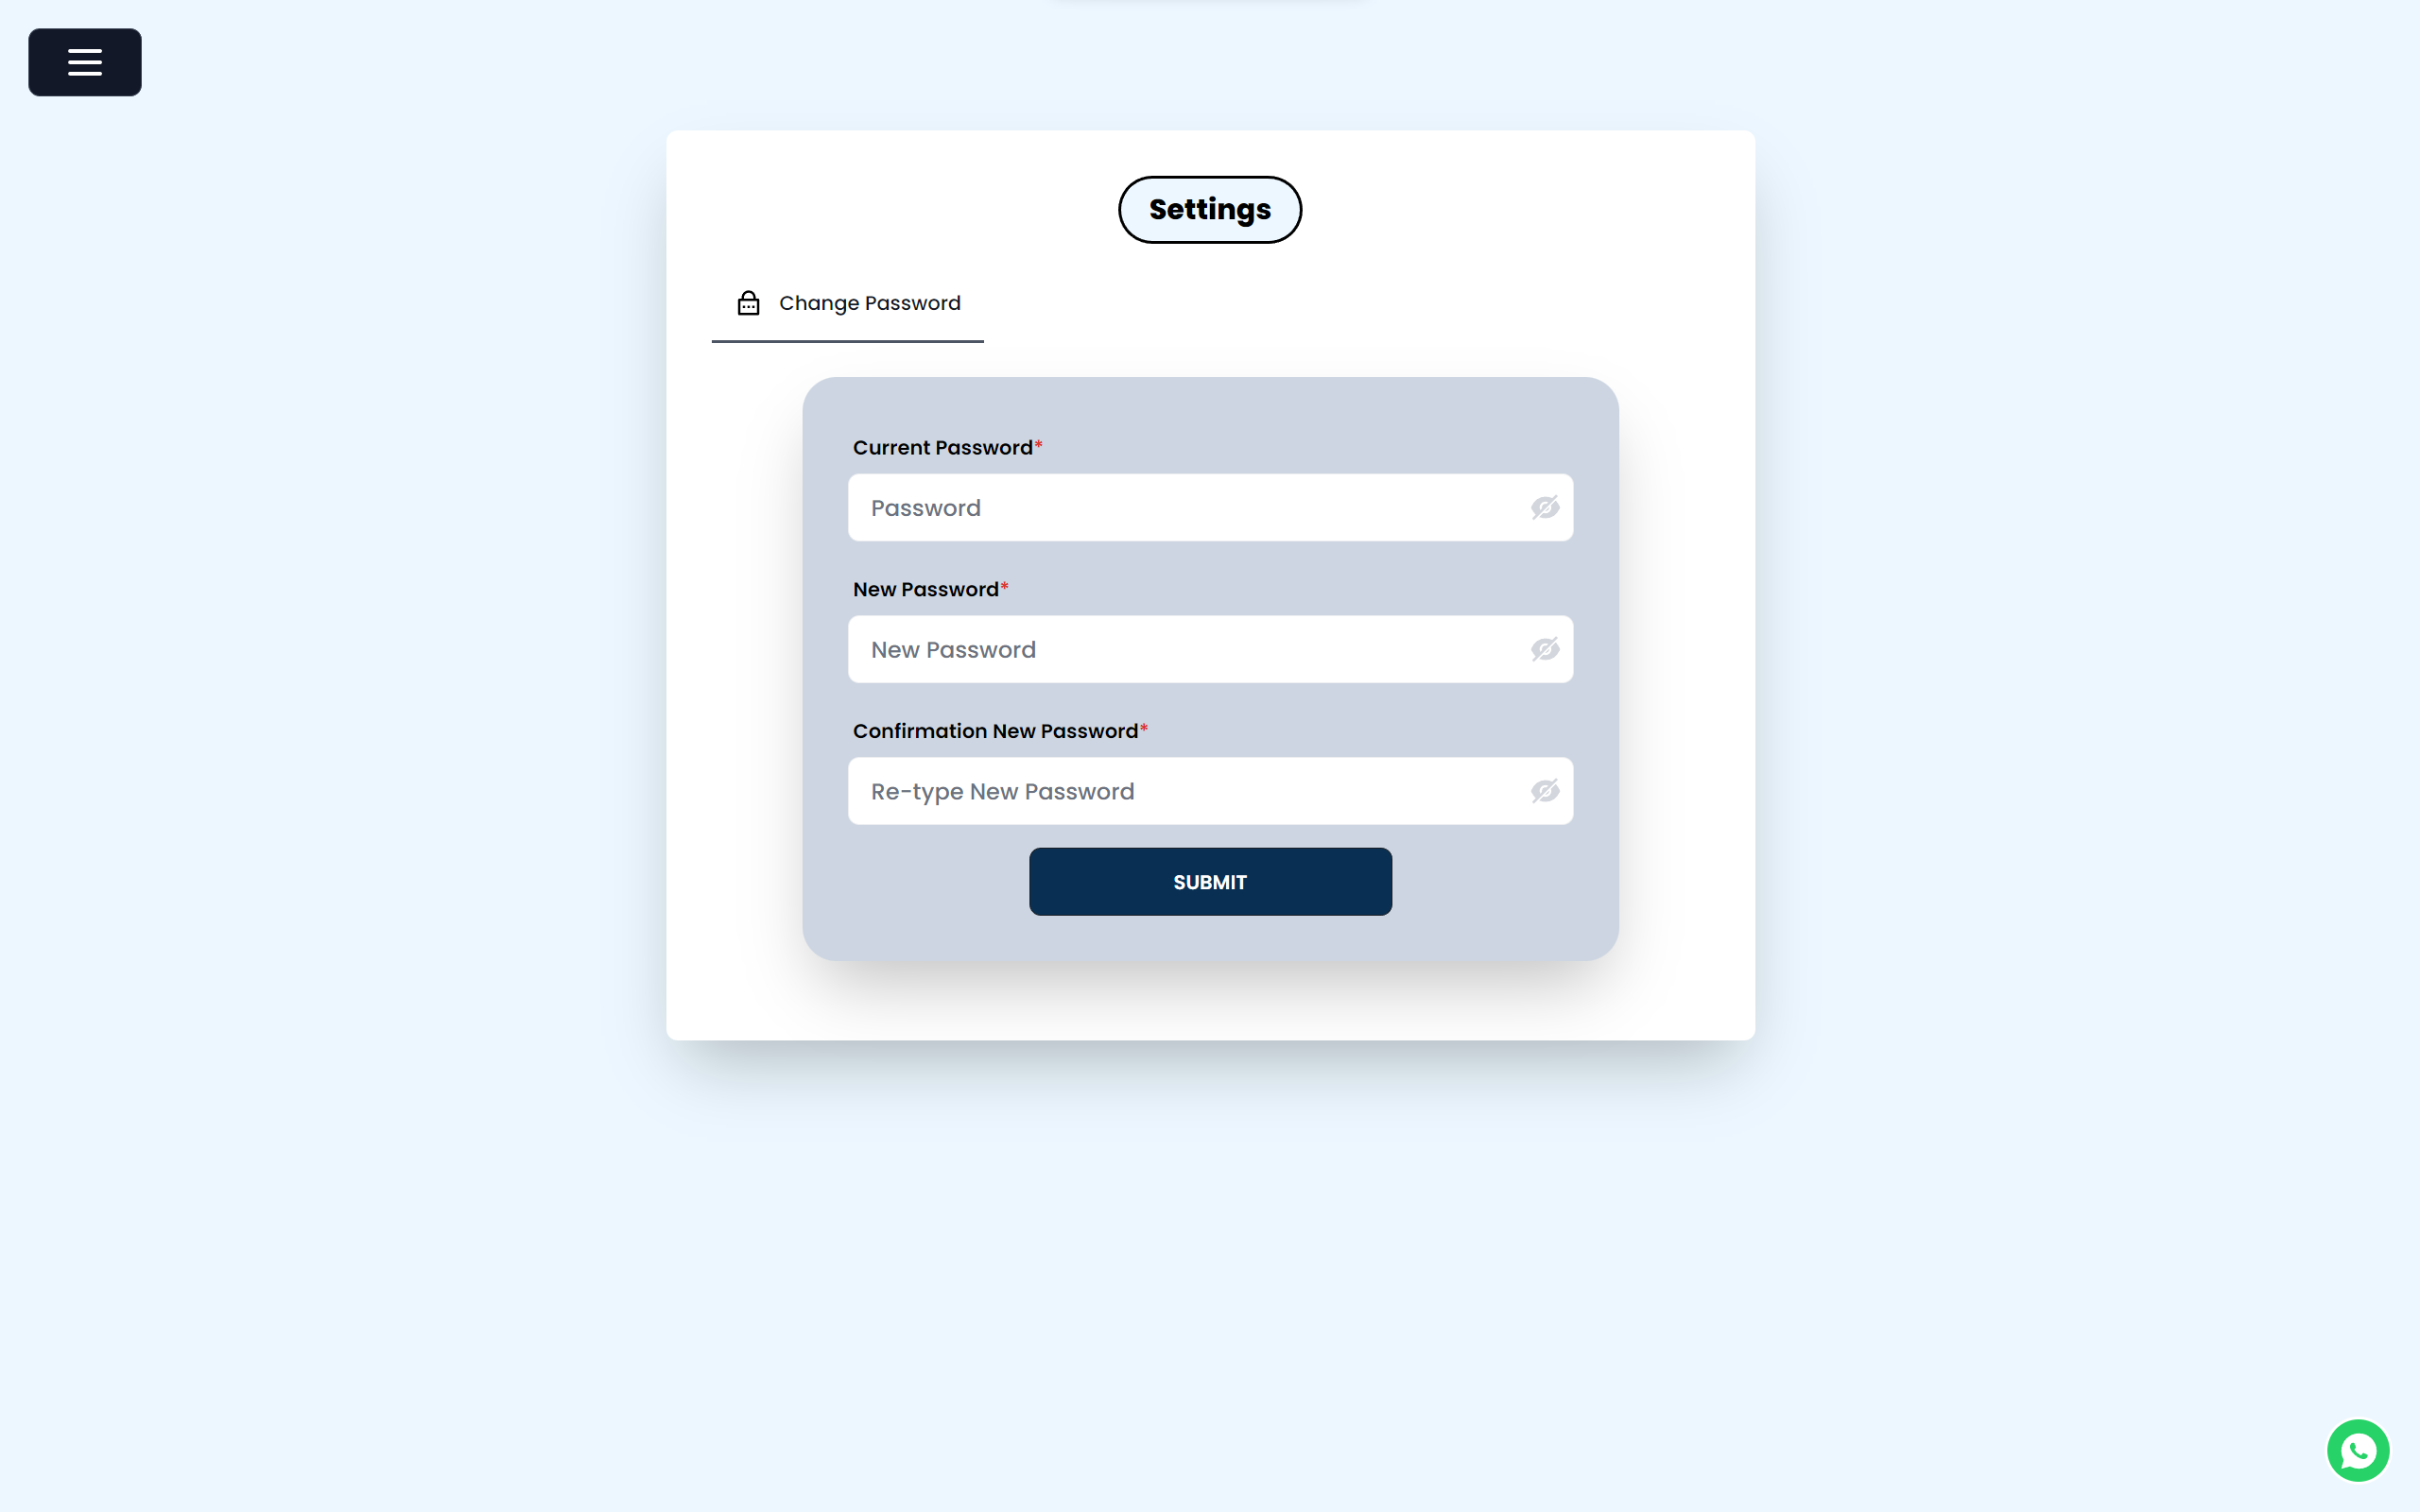 Settings
Change Password
Current Password*
Password
New Password*
New Password
Confirmation New Password*
Re-type New Password
SUBMIT